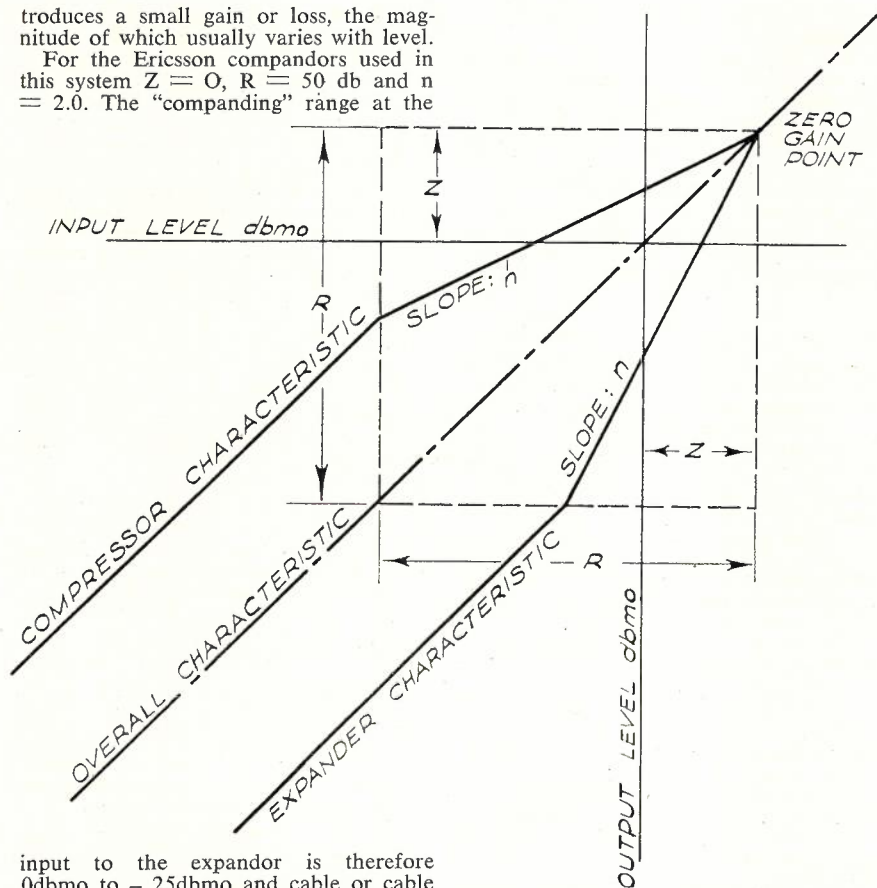 troduces a small gain or loss, the mag-
nitude of which usually varies with level.
For the Ericsson compandors used in
this system Z = O, R = 50 db and n
= 2.0. The "companding" range at the
ZERO
GAIN
POINT
Z
INPUT LEVEL dbmo
R
SLOPE: 1/n
COMPRESSOR CHARACTERISTIC
SLOPE: n
Z
OVERALL CHARACTERISTIC
R
EXPANDER CHARACTERISTIC
OUTPUT LEVEL dbmo
input to the expandor is therefore
0dbmo to – 25dbmo and cable or cable